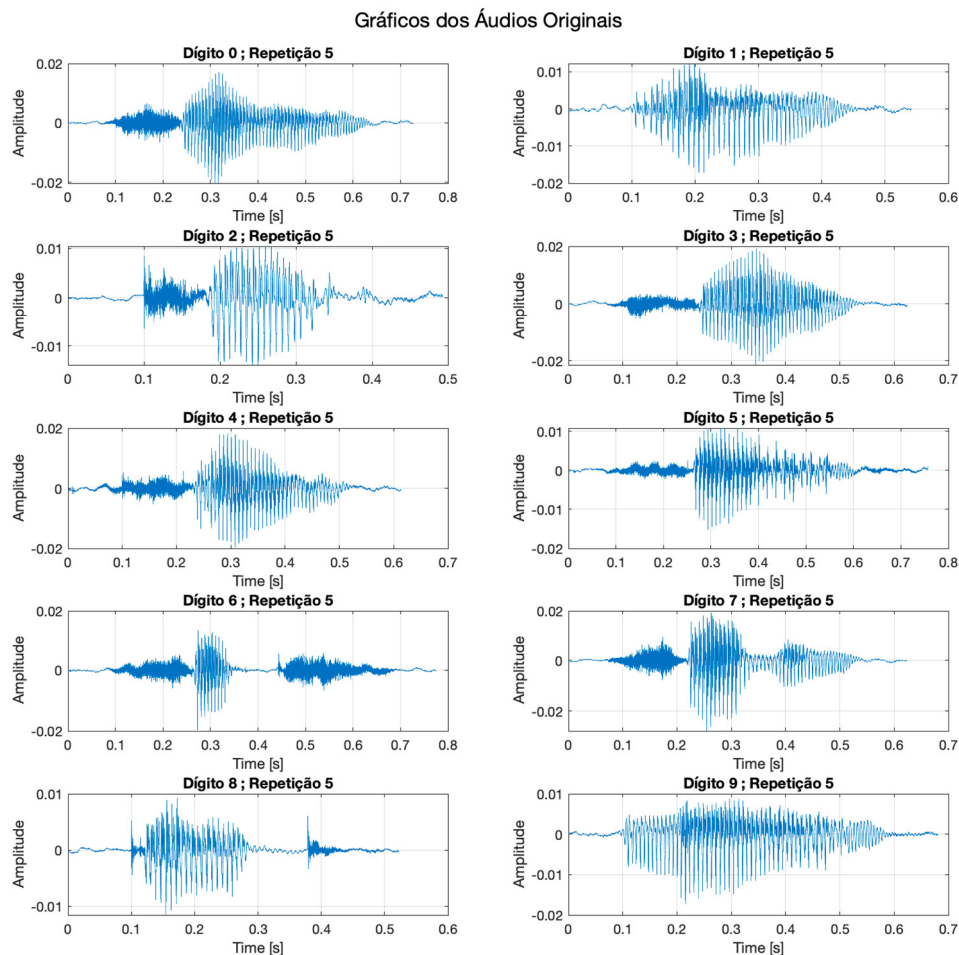 Gráficos dos Áudios Originais
Dígito 0 ; Repetição 5
Amplitude
0.02
0
-0.02
0 0.1 0.2 0.3 0.4 0.5 0.6 0.7 0.8
Time [s]
Dígito 1 ; Repetição 5
Amplitude
0.01
0
-0.01
-0.02
0 0.1 0.2 0.3 0.4 0.5 0.6
Time [s]
Dígito 2 ; Repetição 5
Amplitude
0.01
0
-0.01
0 0.1 0.2 0.3 0.4 0.5
Time [s]
Dígito 3 ; Repetição 5
Amplitude
0.02
0
-0.02
0 0.1 0.2 0.3 0.4 0.5 0.6 0.7
Time [s]
Dígito 4 ; Repetição 5
Amplitude
0.02
0
-0.02
0 0.1 0.2 0.3 0.4 0.5 0.6 0.7
Time [s]
Dígito 5 ; Repetição 5
Amplitude
0.01
0
-0.01
-0.02
0 0.1 0.2 0.3 0.4 0.5 0.6 0.7 0.8
Time [s]
Dígito 6 ; Repetição 5
Amplitude
0.02
0
-0.02
0 0.1 0.2 0.3 0.4 0.5 0.6 0.7 0.8
Time [s]
Dígito 7 ; Repetição 5
Amplitude
0.02
0
-0.02
0 0.1 0.2 0.3 0.4 0.5 0.6 0.7
Time [s]
Dígito 8 ; Repetição 5
Amplitude
0.01
0
-0.01
0 0.1 0.2 0.3 0.4 0.5 0.6
Time [s]
Dígito 9 ; Repetição 5
Amplitude
0.01
0
-0.01
-0.02
0 0.1 0.2 0.3 0.4 0.5 0.6 0.7
Time [s]